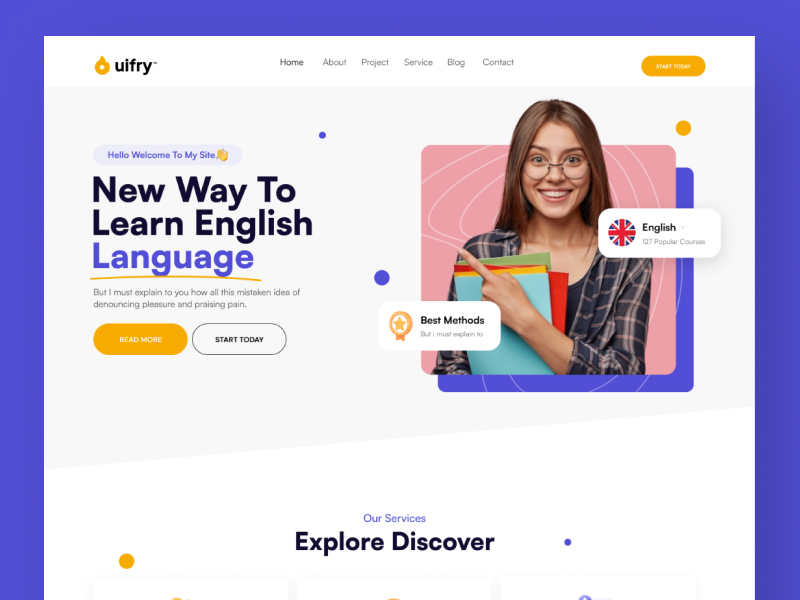 uifry™
Home About Project Service Blog Contact
START TODAY
Hello Welcome To My Site👋
New Way To
Learn English
Language
But I must explain to you how all this mistaken idea of
denouncing pleasure and praising pain.
READ MORE
START TODAY
English
127 Popular Courses
Best Methods
But i must explain to
Our Services
Explore Discover